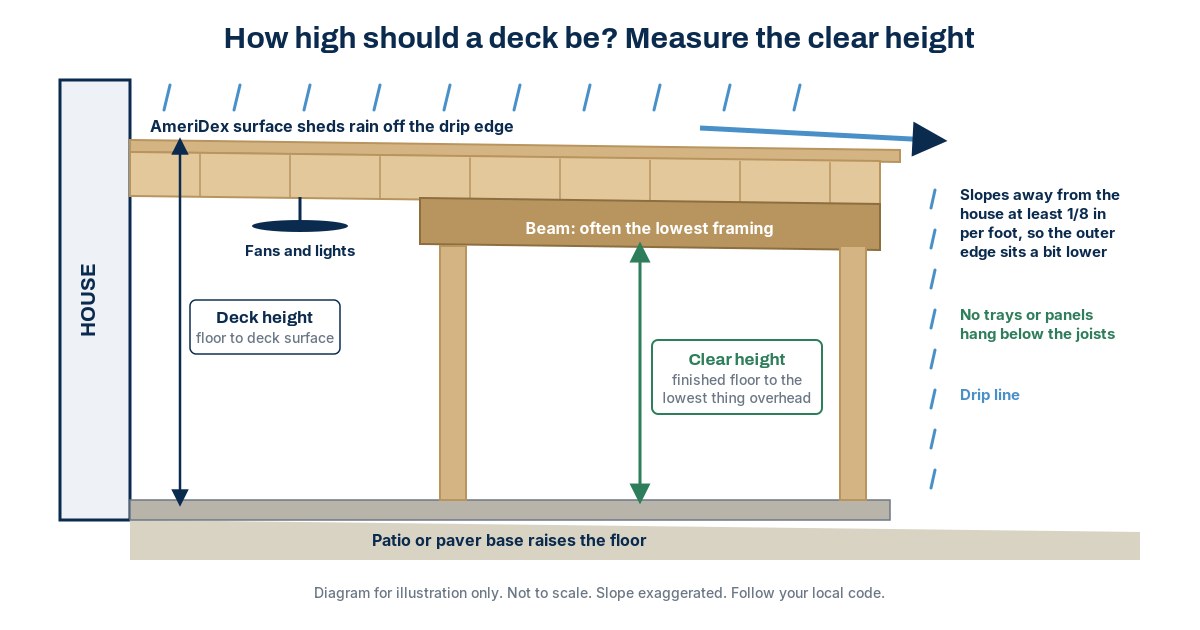 How high should a deck be? Measure the clear height
AmeriDex surface sheds rain off the drip edge
Slopes away from the
house at least 1/8 in
per foot, so the outer
edge sits a bit lower
Beam: often the lowest framing
Fans and lights
HOUSE
Deck height
floor to deck surface
No trays or panels
hang below the joists
Clear height
finished floor to the
lowest thing overhead
Drip line
Patio or paver base raises the floor
Diagram for illustration only. Not to scale. Slope exaggerated. Follow your local code.